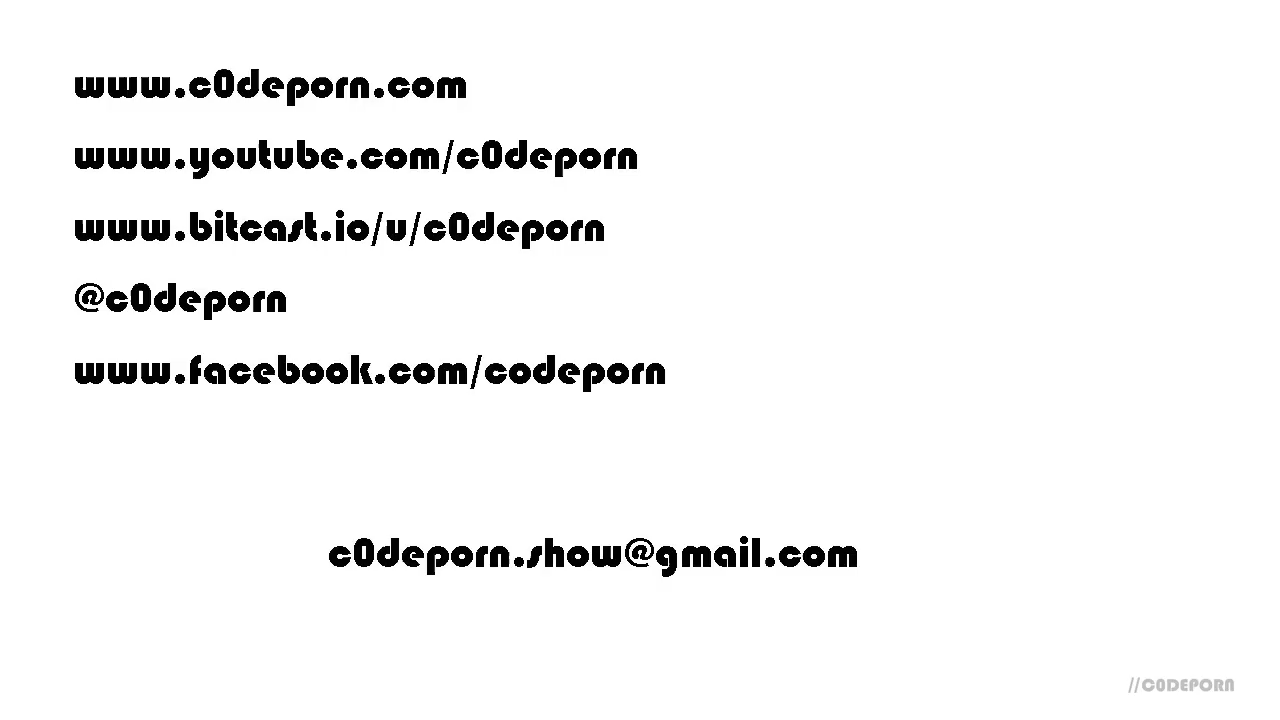 www.c0deporn.com
www.youtube.com/c0deporn
www.bitcast.io/u/c0deporn
@c0deporn
www.facebook.com/codeporn
c0deporn.show@gmail.com
//C0DEPORN